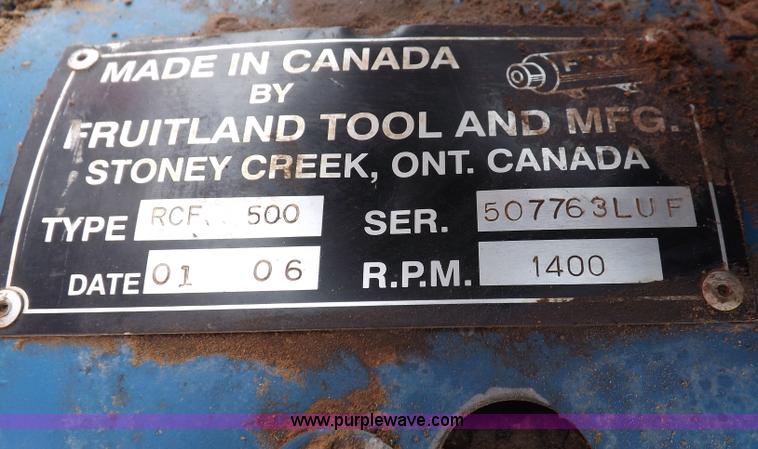 MADE IN CANADA
BY
FRUITLAND TOOL AND MFG.
STONEY CREEK, ONT. CANADA
TYPE RCF 500 SER. 507763LUF
DATE 01 06 R.P.M. 1400
www.purplewave.com